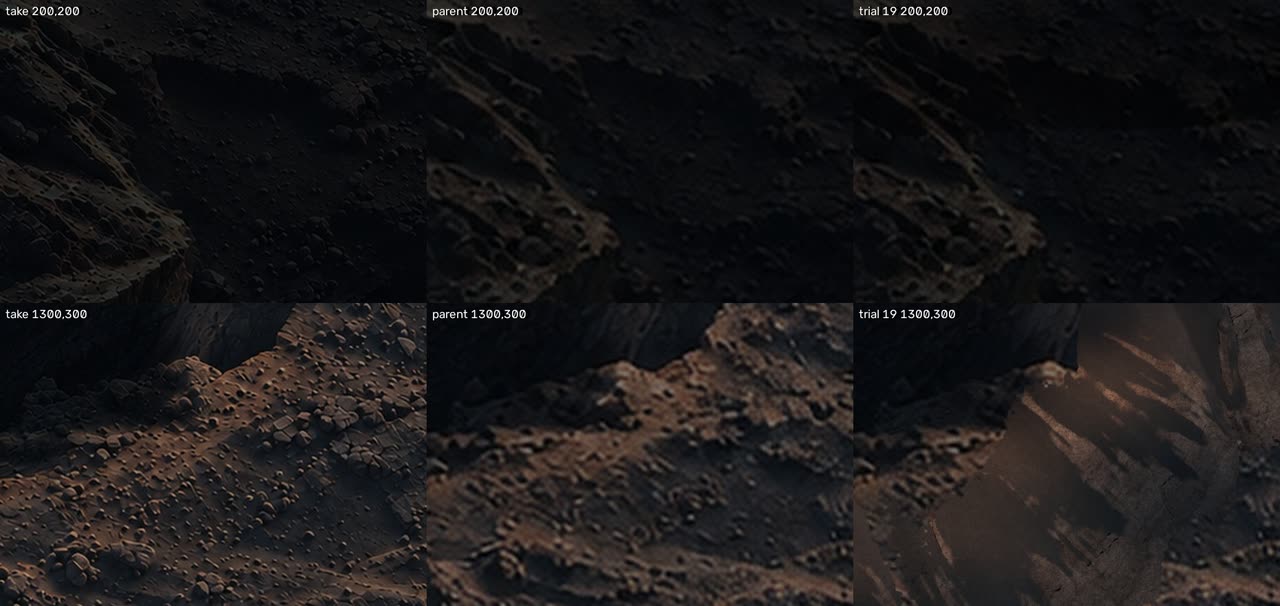 take 200,200
parent 200,200
trial 19 200,200
take 1300,300
parent 1300,300
trial 19 1300,300